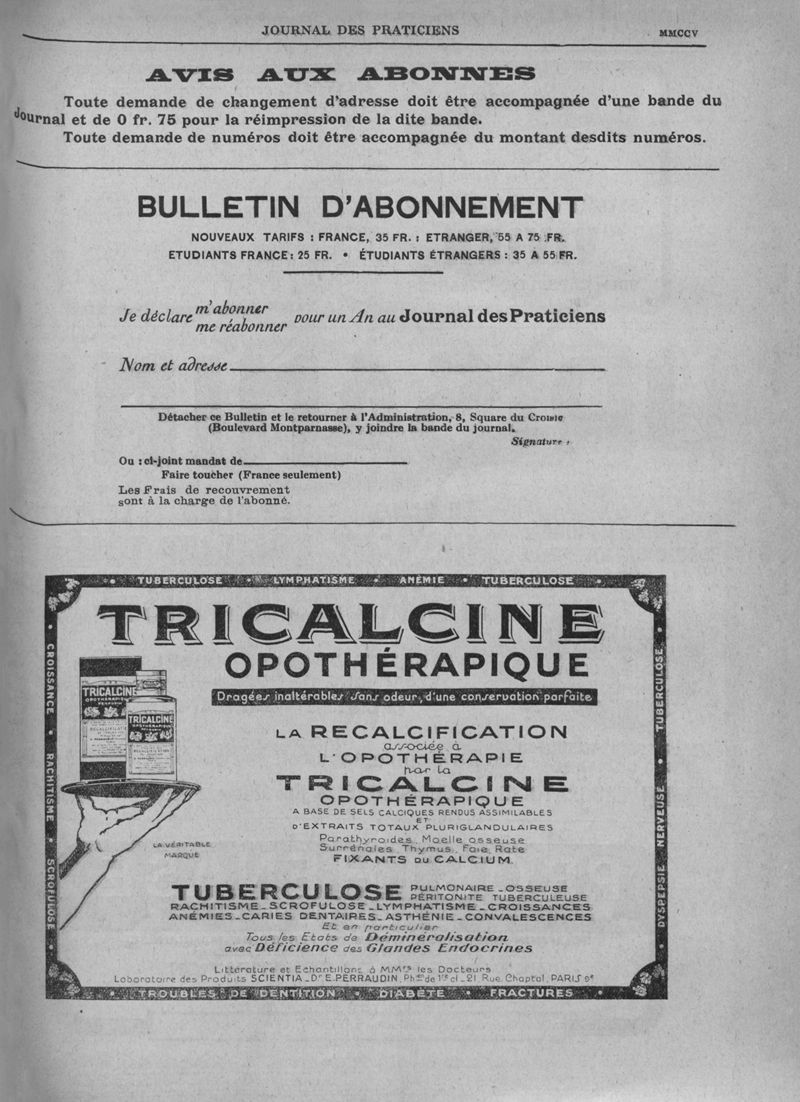 JOURNAL DES PRATICIENS
MMCCV
AVIS AUX ABONNES
Toute demande de changement d'adresse doit être accompagnée d'une bande du
Journal et de 0 fr. 75 pour la réimpression de la dite bande.
Toute demande de numéros doit être accompagnée du montant desdits numéros.
BULLETIN D'ABONNEMENT
NOUVEAUX TARIFS : FRANCE, 35 FR. : ETRANGER, 55 A 75 FR.
ETUDIANTS FRANCE : 25 FR. • ÉTUDIANTS ÉTRANGERS : 35 A 55 FR.
Je déclare m'abonner
me réabonner
pour un An au Journal des Praticiens
Nom et adresse
Détacher ce Bulletin et le retourner à l'Administration, 8, Square du Croisic
(Boulevard Montparnasse), y joindre la bande du journal.
Signature :
Ou : ci-joint mandat de
Faire toucher (France seulement)
Les Frais de recouvrement
sont à la charge de l'abonné.
TUBERCULOSE • LYMPHATISME • ANÉMIE • TUBERCULOSE
TRICALCINE
OPOTHÉRAPIQUE
Dragées inaltérables sans odeur, d'une conservation parfaite
CROISSANCE • RACHITISME • SCROFULOSE
TRICALCINE
OPOTHÉRAPIQUE
TRICALCINE
OPOTHÉRAPIQUE
LA VÉRITABLE
MARQUE
LA RECALCIFICATION
associée à
L'OPOTHÉRAPIE
par la
TRICALCINE
OPOTHÉRAPIQUE
A BASE DE SELS CALCIQUES RENDUS ASSIMILABLES
ET
D'EXTRAITS TOTAUX PLURIGLANDULAIRES
Parathyroïdes, Moelle osseuse
Surrénales, Thymus, Foie, Rate
FIXANTS DU CALCIUM.
TUBERCULOSE PULMONAIRE - OSSEUSE
PÉRITONITE TUBERCULEUSE
RACHITISME - SCROFULOSE - LYMPHATISME - CROISSANCES
ANÉMIES - CARIES DENTAIRES - ASTHÉNIE - CONVALESCENCES
Et en particulier
Tous les Etats de Déminéralisation
avec Déficience des Glandes Endocrines
Littérature et Echantillons à MMrs les Docteurs
Laboratoire des Produits SCIENTIA - Dr E. PERRAUDIN, Phien de 1re cl - 21 Rue Chaptal, PARIS 9e
TUBERCULOSE • DYSPEPSIE NERVEUSE
TROUBLES DE DENTITION • DIABÈTE • FRACTURES